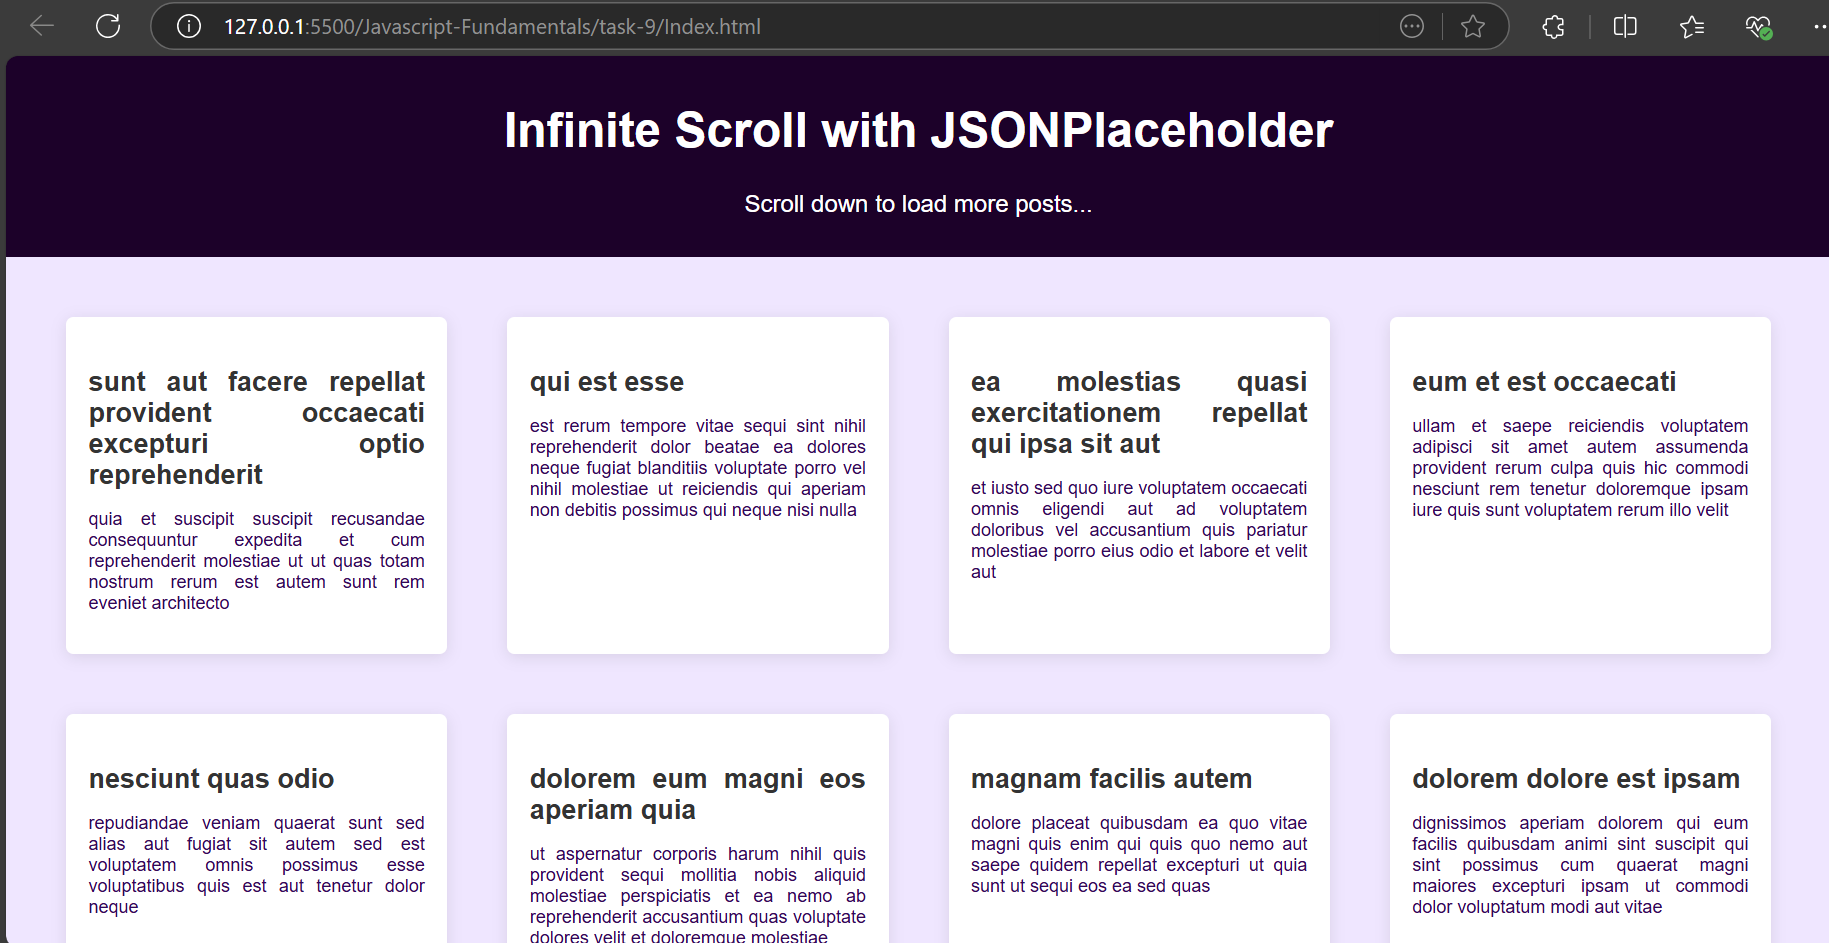 127.0.0.1:5500/Javascript-Fundamentals/task-9/Index.html
Infinite Scroll with JSONPlaceholder
Scroll down to load more posts...
sunt aut facere repellat
provident occaecati
excepturi optio
reprehenderit
quia et suscipit suscipit recusandae
consequuntur expedita et cum
reprehenderit molestiae ut ut quas totam
nostrum rerum est autem sunt rem
eveniet architecto
qui est esse
est rerum tempore vitae sequi sint nihil
reprehenderit dolor beatae ea dolores
neque fugiat blanditiis voluptate porro vel
nihil molestiae ut reiciendis qui aperiam
non debitis possimus qui neque nisi nulla
ea molestias quasi
exercitationem repellat
qui ipsa sit aut
et iusto sed quo iure voluptatem occaecati
omnis eligendi aut ad voluptatem
doloribus vel accusantium quis pariatur
molestiae porro eius odio et labore et velit
aut
eum et est occaecati
ullam et saepe reiciendis voluptatem
adipisci sit amet autem assumenda
provident rerum culpa quis hic commodi
nesciunt rem tenetur doloremque ipsam
iure quis sunt voluptatem rerum illo velit
nesciunt quas odio
repudiandae veniam quaerat sunt sed
alias aut fugiat sit autem sed est
voluptatem omnis possimus esse
voluptatibus quis est aut tenetur dolor
neque
dolorem eum magni eos
aperiam quia
ut aspernatur corporis harum nihil quis
provident sequi mollitia nobis aliquid
molestiae perspiciatis et ea nemo ab
reprehenderit accusantium quas voluptate
dolores velit et doloremque molestiae
magnam facilis autem
dolore placeat quibusdam ea quo vitae
magni quis enim qui quis quo nemo aut
saepe quidem repellat excepturi ut quia
sunt ut sequi eos ea sed quas
dolorem dolore est ipsam
dignissimos aperiam dolorem qui eum
facilis quibusdam animi sint suscipit qui
sint possimus cum quaerat magni
maiores excepturi ipsam ut commodi
dolor voluptatum modi aut vitae